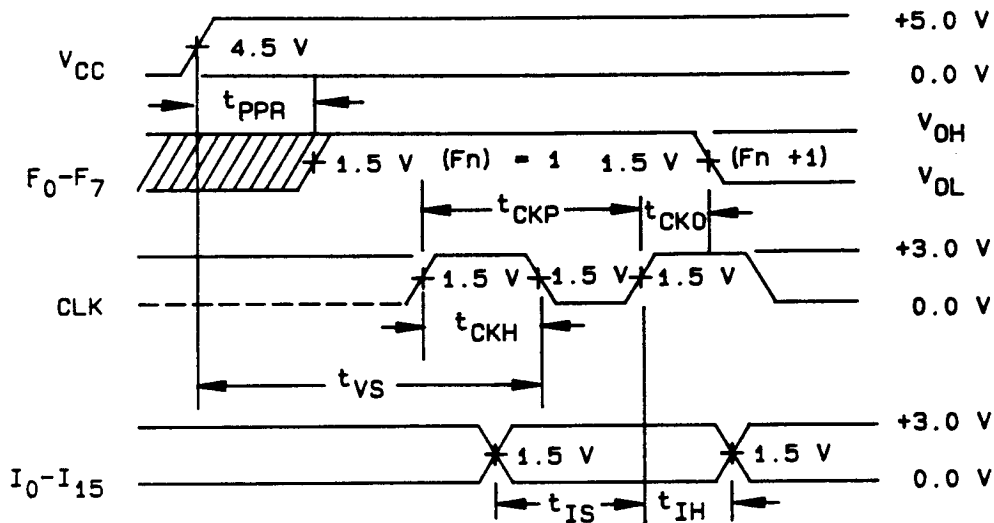 +5.0 V
4.5 V
VCC
0.0 V
tPPR
VOH
1.5 V (Fn) = 1 1.5 V (Fn +1)
F0-F7
VOL
tCKP tCKO
+3.0 V
1.5 V 1.5 V 1.5 V
CLK
0.0 V
tCKH
tVS
+3.0 V
1.5 V 1.5 V
I0-I15
0.0 V
tIS tIH